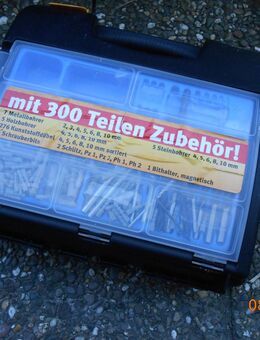 mit 300 Teilen Zubehör!
7 Metallbohrer 2, 3, 4, 5, 6, 8, 10 mm
5 Holzbohrer 4, 5, 6, 8, 10 mm
5 Steinbohrer 4, 5, 6, 8, 10 mm
276 Kunststoffdübel 4, 5, 6, 8, 10 mm sortiert
Schrauberbits 2 Schlitz, Pz 1, Pz 2, Ph 1, Ph 2
1 Bithalter, magnetisch